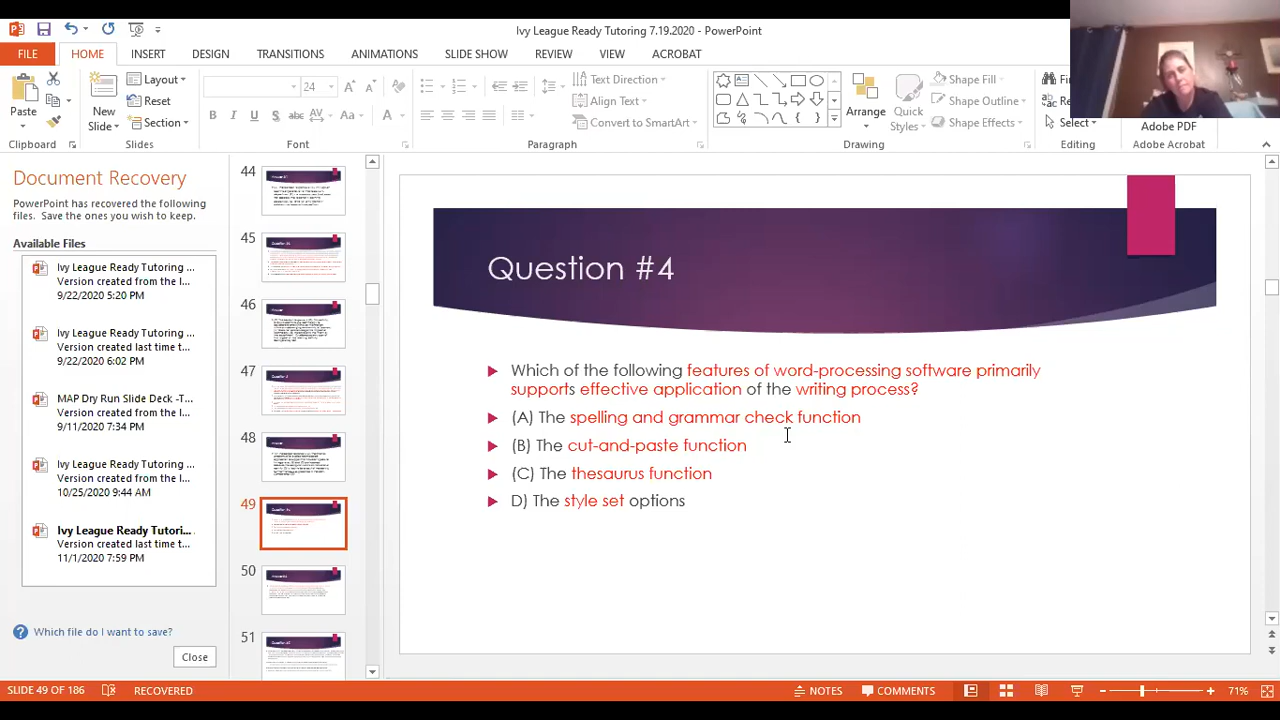 Ivy League Ready Tutoring 7.19.2020 - PowerPoint
FILE HOME INSERT DESIGN TRANSITIONS ANIMATIONS SLIDE SHOW REVIEW VIEW ACROBAT
Paste
New
Slide
Layout
Reset
Section
24
Text Direction
Align Text
Convert to SmartArt
Arrange
Quick
Styles
Shape Fill
Shape Outline
Shape Effects
Select
Adobe PDF
Clipboard Slides Font Paragraph Drawing Adobe Acrobat
Document Recovery
PowerPoint has recovered the following
files. Save the ones you wish to keep.
Available Files
ivy League Ready Tutoring ...
Version created from the l...
9/22/2020 5:20 PM
Ivy League Ready Tutoring ...
Version created last time t...
9/22/2020 6:02 PM
MAP Dry Run Slide Deck -T...
Version created from the l...
9/11/2020 7:34 PM
Ivy League Ready Tutoring ...
Version created last time t...
10/25/2020 9:44 AM
Ivy League Ready Tutori...
Version created last time t...
11/1/2020 7:59 PM
Which file do I want to save?
Close
44
45
46
47
48
49
50
51
Question #4
Which of the following features of word-processing software primarily
supports effective application of the writing process?
(A) The spelling and grammar check function
(B) The cut-and-paste function
(C) The thesaurus function
D) The style set options
SLIDE 49 OF 186 RECOVERED NOTES COMMENTS 71%